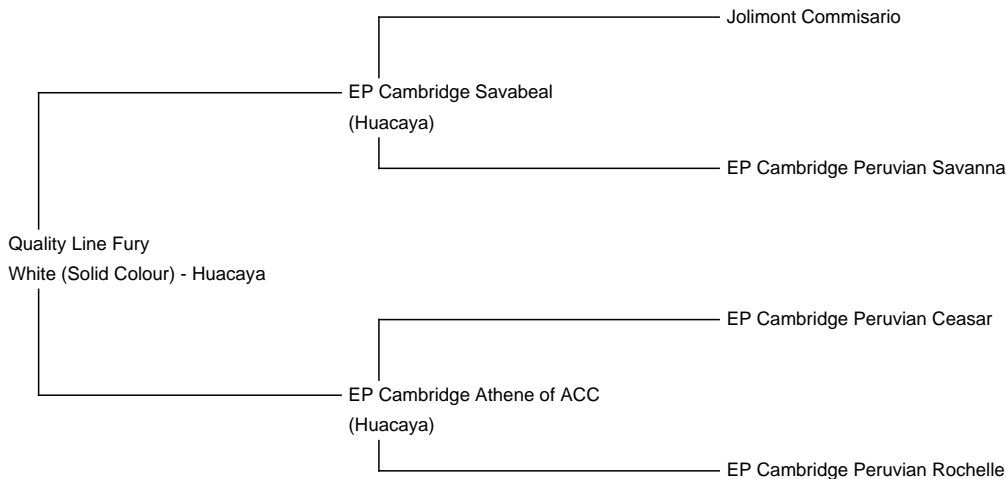 Jolimont Commisario
EP Cambridge Savabeal
(Huacaya)
EP Cambridge Peruvian Savanna
Quality Line Fury
White (Solid Colour) - Huacaya
EP Cambridge Peruvian Ceasar
EP Cambridge Athene of ACC
(Huacaya)
EP Cambridge Peruvian Rochelle